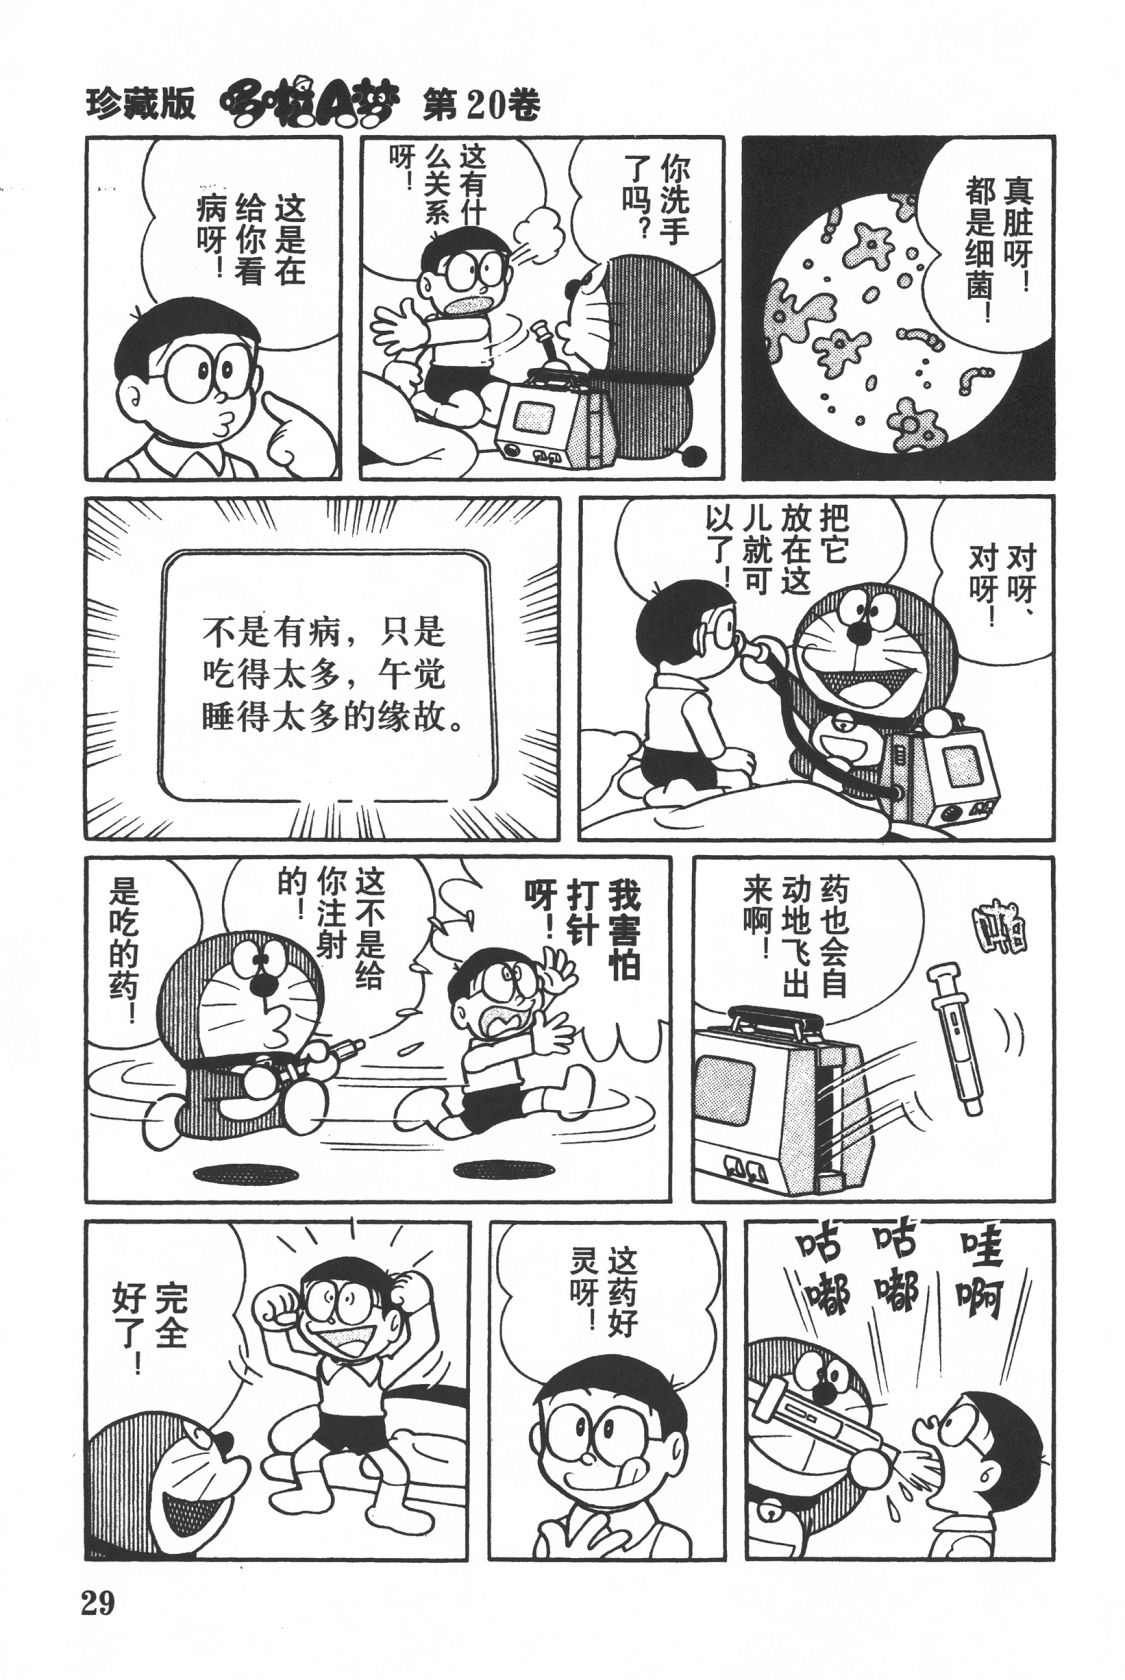 珍藏版 哆啦A梦 第20卷
真脏呀！
都是细菌！
你洗手
了吗？
这有什
么关系
呀！
这是在
给你看
病呀！
对呀、
对呀！
把它
放在这
儿就可
以了！
不是有病，只是
吃得太多，午觉
睡得太多的缘故。
药也会自
动地飞出
来啊！
我害怕
打针
呀！
这不是给
你注射
的！
是吃的药！
哇啊
咕嘟
咕嘟
这药好
灵呀！
完全
好了！
29